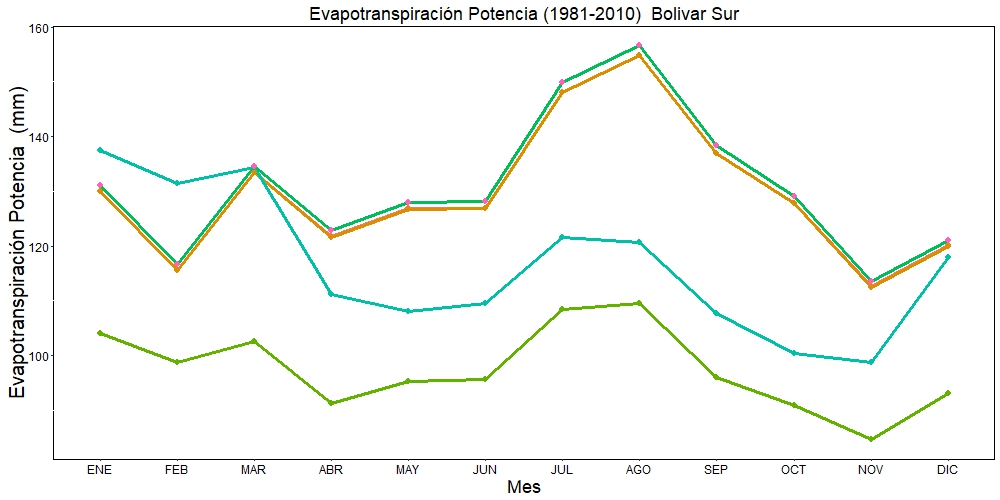 Evapotranspiración Potencia (1981-2010)  Bolivar Sur
Evapotranspiración Potencia  (mm)
160
140
120
100
ENE FEB MAR ABR MAY JUN JUL AGO SEP OCT NOV DIC
Mes